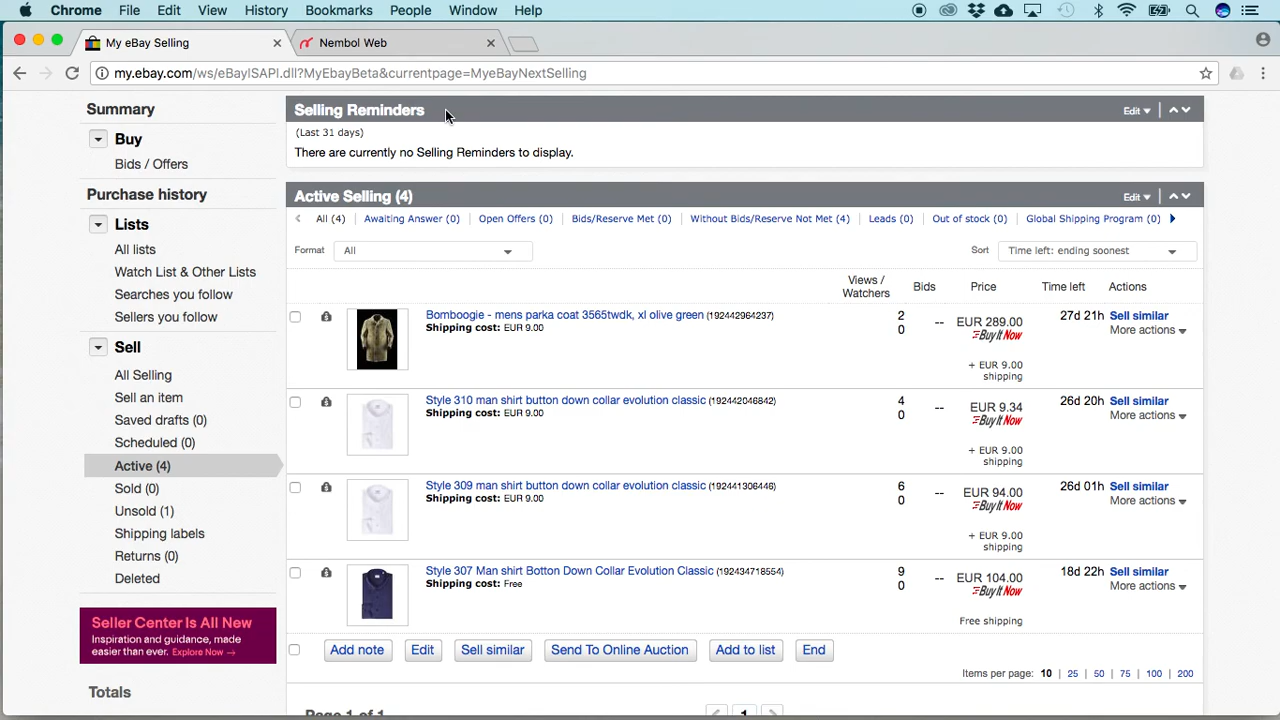 Chrome File Edit View History Bookmarks People Window Help
My eBay Selling Nembol Web
my.ebay.com/ws/eBayISAPI.dll?MyEbayBeta&currentpage=MyeBayNextSelling
Summary
Buy
Bids / Offers
Purchase history
Lists
All lists
Watch List & Other Lists
Searches you follow
Sellers you follow
Sell
All Selling
Sell an item
Saved drafts (0)
Scheduled (0)
Active (4)
Sold (0)
Unsold (1)
Shipping labels
Returns (0)
Deleted
Seller Center Is All New
Inspiration and guidance, made
easier than ever. Explore Now →
Totals
Selling Reminders Edit
(Last 31 days)
There are currently no Selling Reminders to display.
Active Selling (4) Edit
All (4) Awaiting Answer (0) Open Offers (0) Bids/Reserve Met (0) Without Bids/Reserve Not Met (4) Leads (0) Out of stock (0) Global Shipping Program (0)
Format All Sort Time left: ending soonest
Views / Watchers Bids Price Time left Actions
Bomboogie - mens parka coat 3565twdk, xl olive green (192442964237) 2 -- EUR 289.00 27d 21h Sell similar
Shipping cost: EUR 9.00 0 Buy It Now More actions
+ EUR 9.00
shipping
Style 310 man shirt button down collar evolution classic (192442046842) 4 -- EUR 9.34 26d 20h Sell similar
Shipping cost: EUR 9.00 0 Buy It Now More actions
+ EUR 9.00
shipping
Style 309 man shirt button down collar evolution classic (192441306446) 6 -- EUR 94.00 26d 01h Sell similar
Shipping cost: EUR 9.00 0 Buy It Now More actions
+ EUR 9.00
shipping
Style 307 Man shirt Botton Down Collar Evolution Classic (192434718554) 9 -- EUR 104.00 18d 22h Sell similar
Shipping cost: Free 0 Buy It Now More actions
Free shipping
Add note Edit Sell similar Send To Online Auction Add to list End
Items per page: 10 | 25 | 50 | 75 | 100 | 200
Page 1 of 1 1